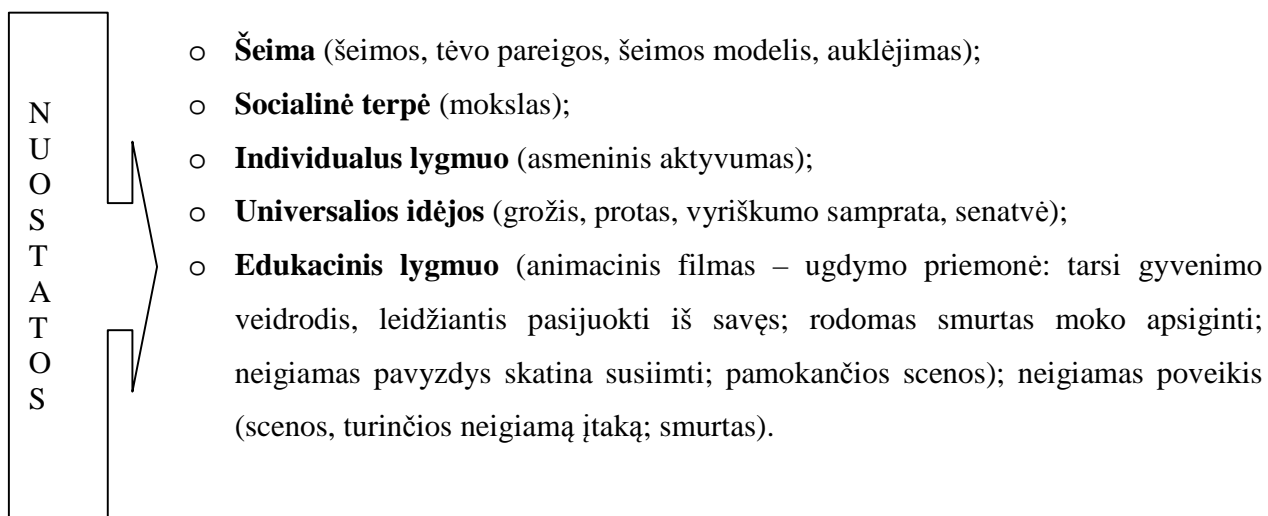 NUOSTATOS
o Šeima (šeimos, tėvo pareigos, šeimos modelis, auklėjimas);
o Socialinė terpė (mokslas);
o Individualus lygmuo (asmeninis aktyvumas);
o Universalios idėjos (grožis, protas, vyriškumo samprata, senatvė);
o Edukacinis lygmuo (animacinis filmas – ugdymo priemonė: tarsi gyvenimo
veidrodis, leidžiantis pasijuokti iš savęs; rodomas smurtas moko apsiginti;
neigiamas pavyzdys skatina susiimti; pamokančios scenos); neigiamas poveikis
(scenos, turinčios neigiamą įtaką; smurtas).